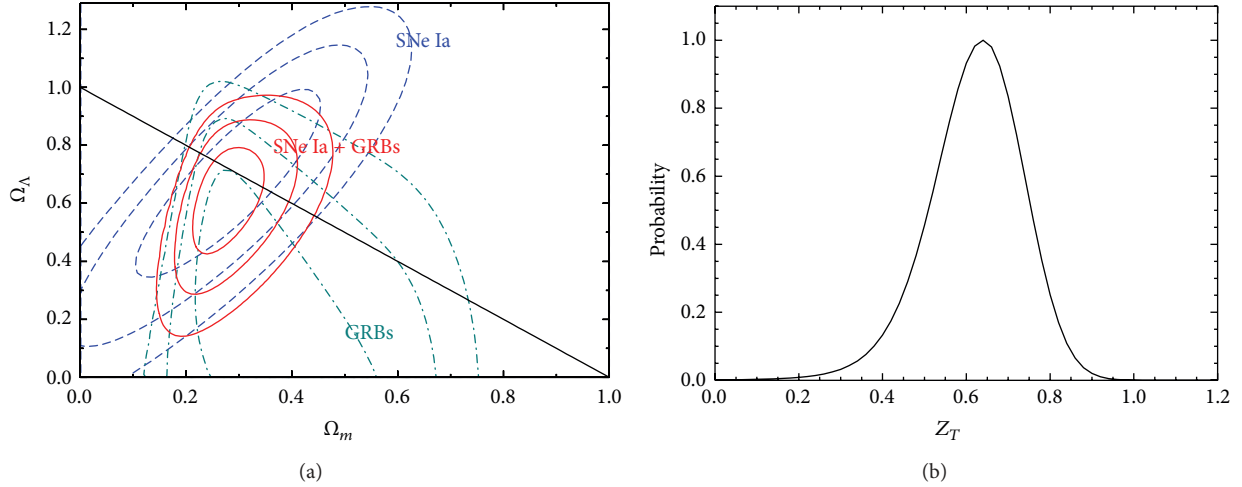 1.2
1.0
0.8
0.6
0.4
0.2
0.0
Ω_Λ
SNe Ia
SNe Ia + GRBs
GRBs
0.0 0.2 0.4 0.6 0.8 1.0
Ω_m
(a)
1.0
0.8
0.6
0.4
0.2
0.0
Probability
0.0 0.2 0.4 0.6 0.8 1.0 1.2
Z_T
(b)